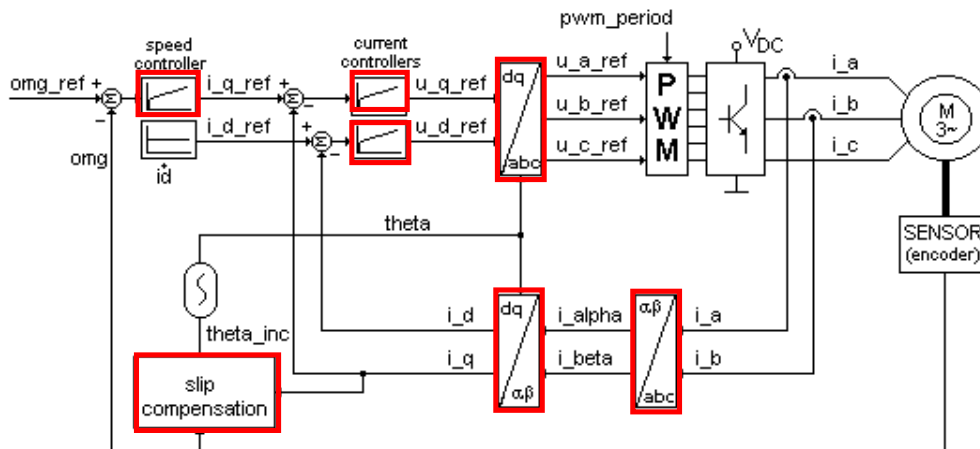 pwm_period
speed
controller
current
controllers
V_DC
omg_ref
+
Σ
−
i_q_ref
+
Σ
−
u_q_ref
dq
abc
u_a_ref
u_b_ref
u_c_ref
P
W
M
i_a
i_b
i_c
M
3~
i_d_ref
+
Σ
−
u_d_ref
omg
id
theta
SENSOR
(encoder)
theta_inc
i_d
i_q
dq
αβ
i_alpha
i_beta
αβ
abc
i_a
i_b
slip
compensation